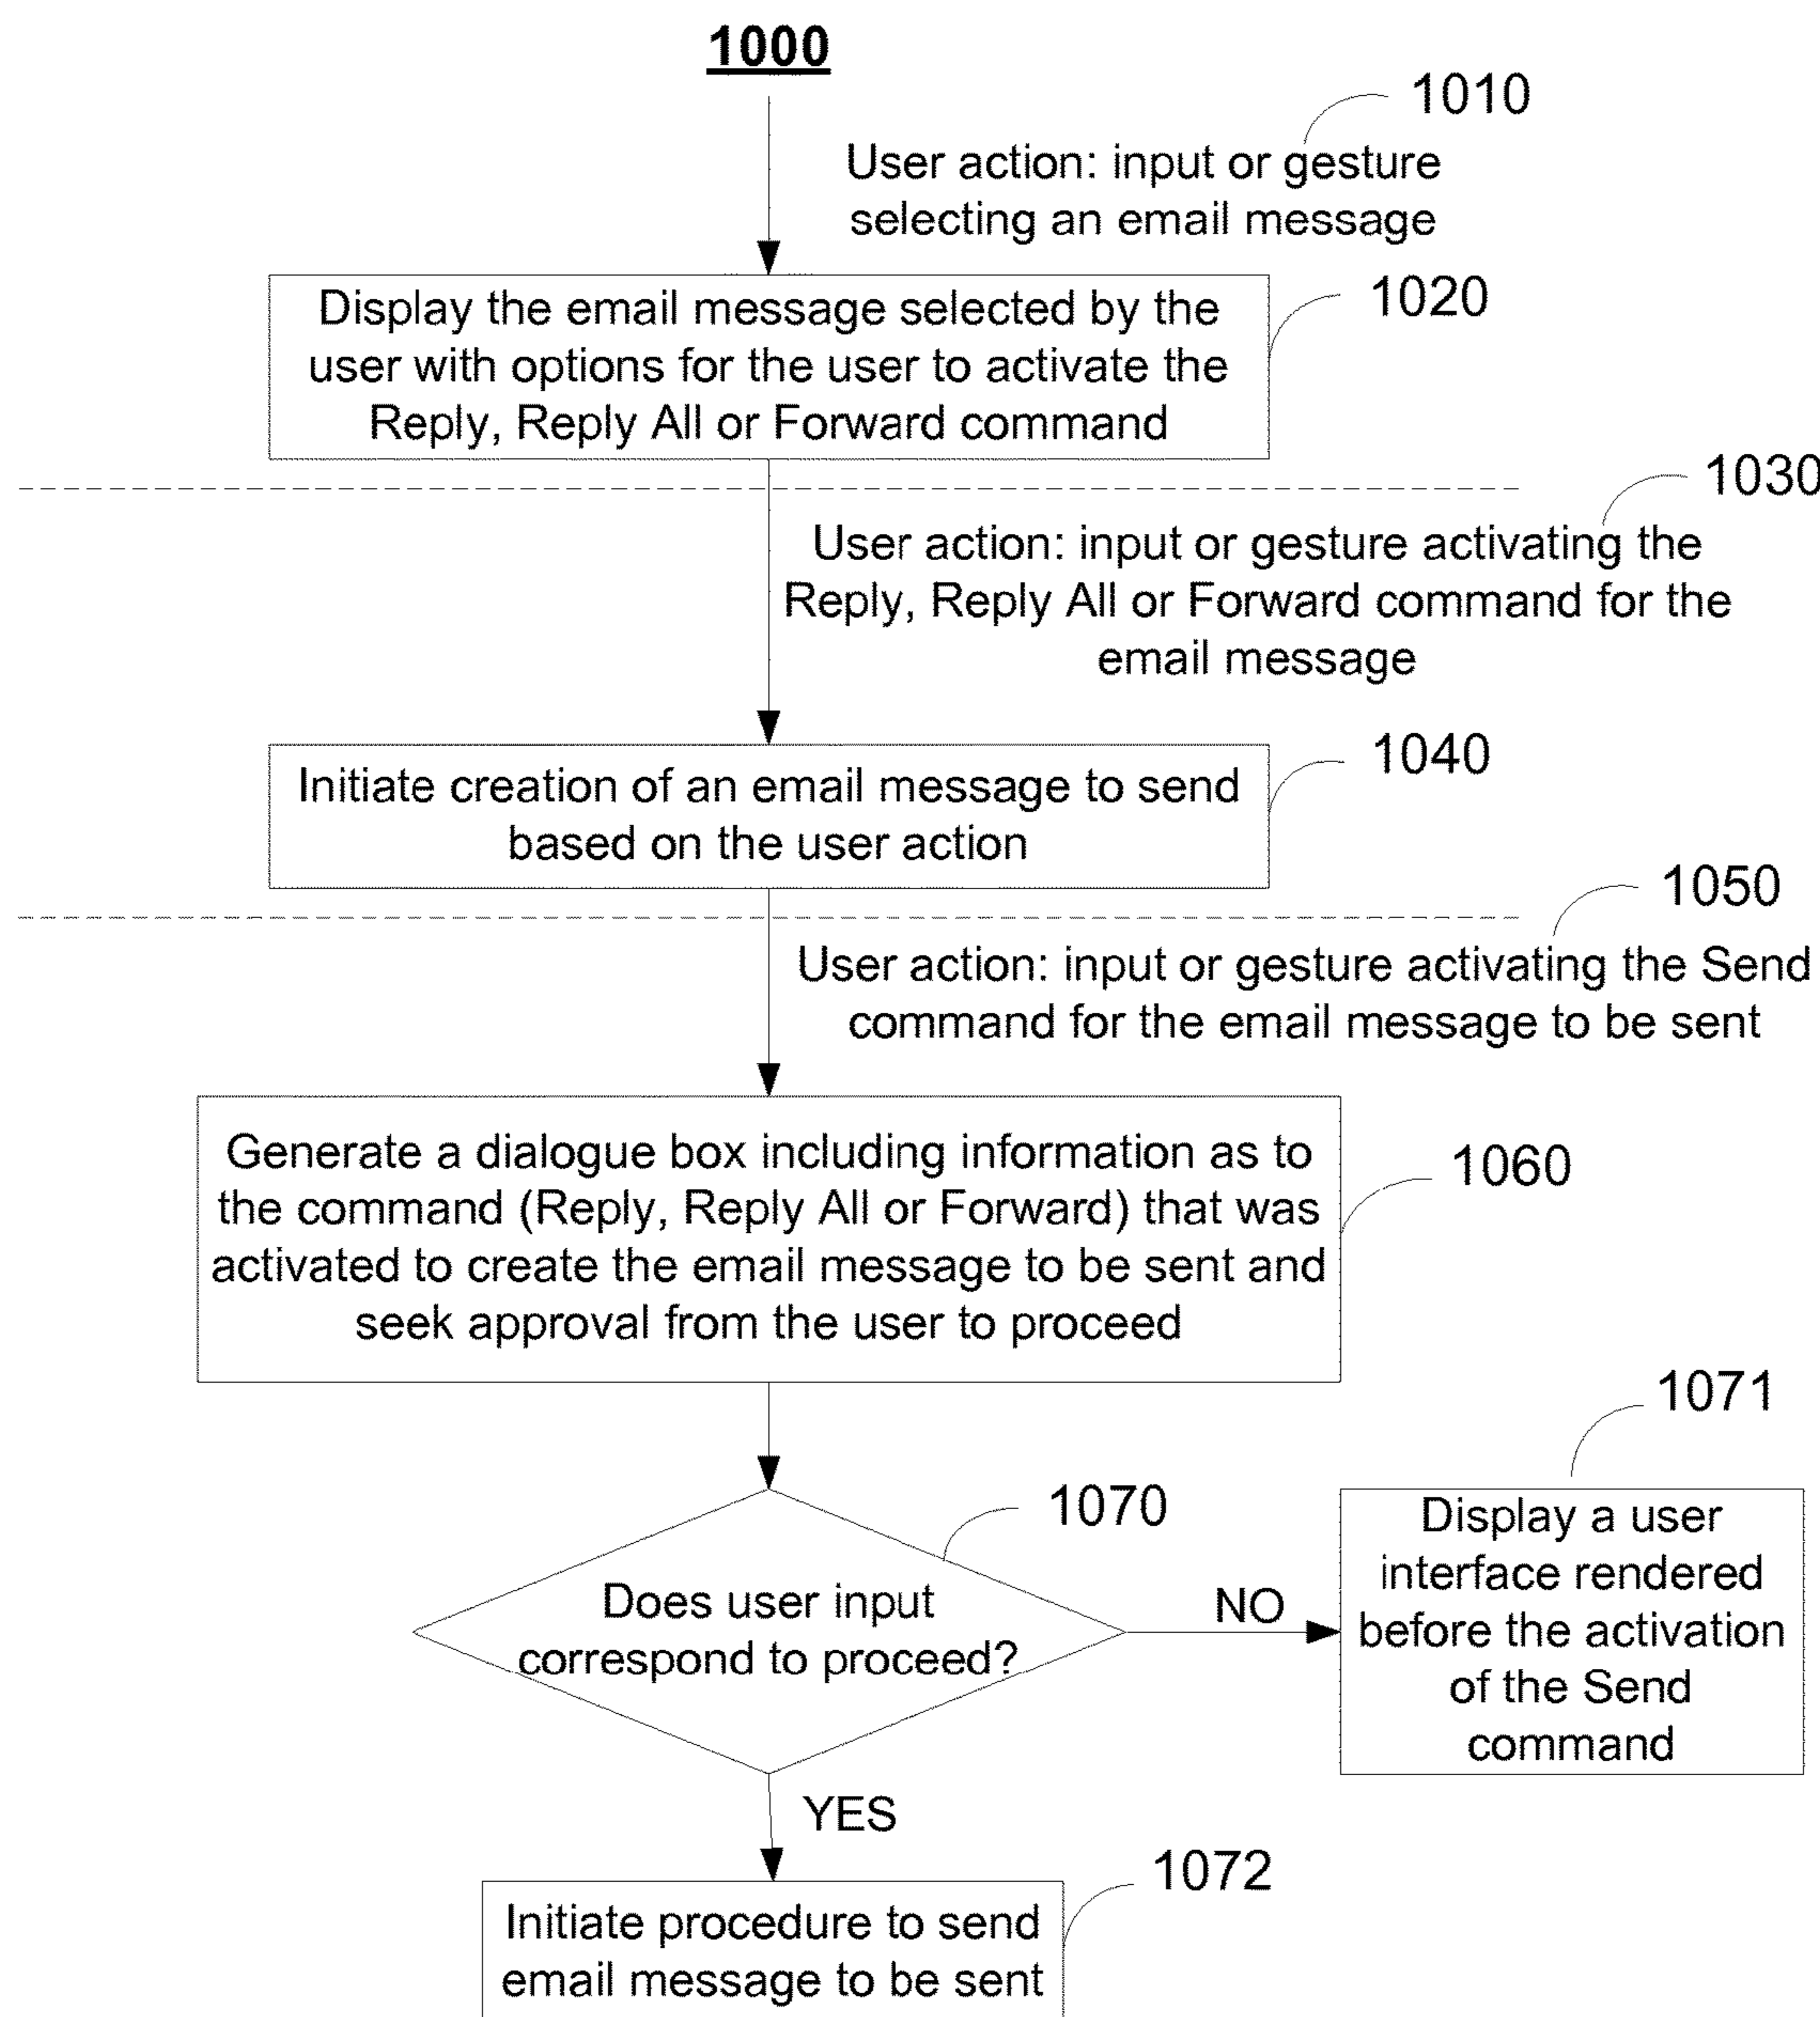 1000
1010
User action: input or gesture
selecting an email message
1020
Display the email message selected by the
user with options for the user to activate the
Reply, Reply All or Forward command
1030
User action: input or gesture activating the
Reply, Reply All or Forward command for the
email message
1040
Initiate creation of an email message to send
based on the user action
1050
User action: input or gesture activating the Send
command for the email message to be sent
1060
Generate a dialogue box including information as to
the command (Reply, Reply All or Forward) that was
activated to create the email message to be sent and
seek approval from the user to proceed
1070
Does user input
correspond to proceed?
NO
1071
Display a user
interface rendered
before the activation
of the Send
command
YES
1072
Initiate procedure to send
email message to be sent